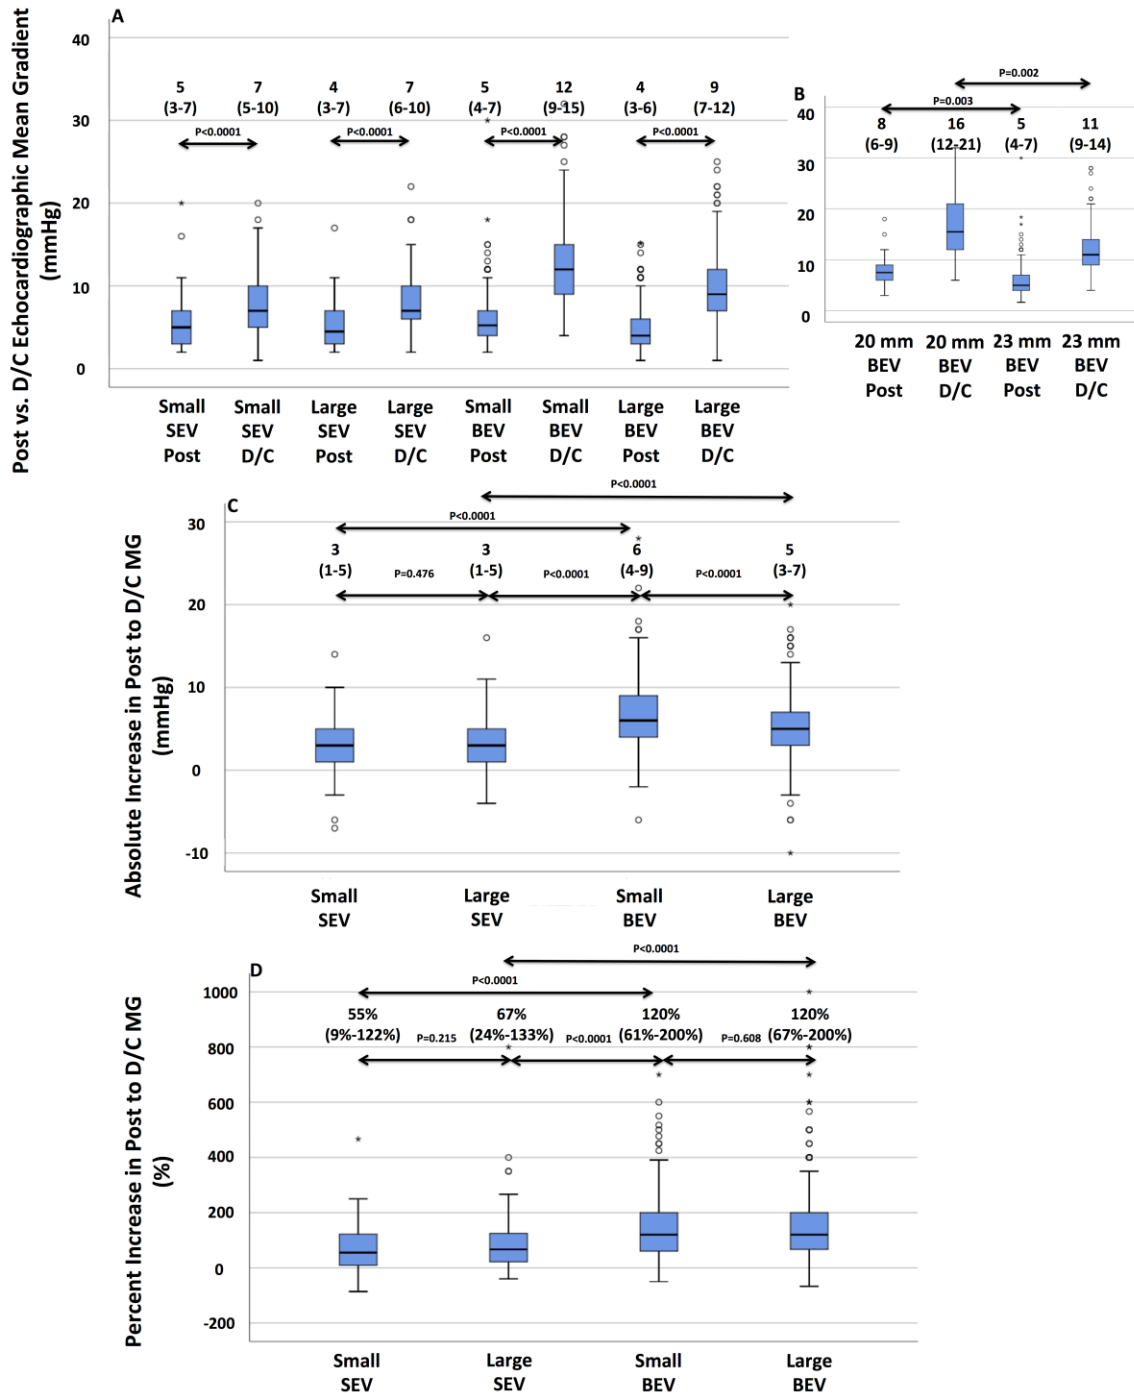 Post vs. D/C Echocardiographic Mean Gradient
(mmHg)
A
40
30
20
10
0
5 7 4 7 5 12 4 9
(3-7) (5-10) (3-7) (6-10) (4-7) (9-15) (3-6) (7-12)
P<0.0001 P<0.0001 P<0.0001 P<0.0001
Small Small Large Large Small Small Large Large
SEV SEV SEV SEV BEV BEV BEV BEV
Post D/C Post D/C Post D/C Post D/C
B
P=0.002
P=0.003
40
30
20
10
0
8 16 5 11
(6-9) (12-21) (4-7) (9-14)
20 mm 20 mm 23 mm 23 mm
BEV BEV BEV BEV
Post D/C Post D/C
Absolute Increase in Post to D/C MG
(mmHg)
C
P<0.0001
P<0.0001
30
20
10
0
-10
3 3 6 5
(1-5) (1-5) (4-9) (3-7)
P=0.476 P<0.0001 P<0.0001
Small Large Small Large
SEV SEV BEV BEV
Percent Increase in Post to D/C MG
(%)
D
P<0.0001
P<0.0001
1000
800
600
400
200
0
-200
55% 67% 120% 120%
(9%-122%) (24%-133%) (61%-200%) (67%-200%)
P=0.215 P<0.0001 P=0.608
Small Large Small Large
SEV SEV BEV BEV